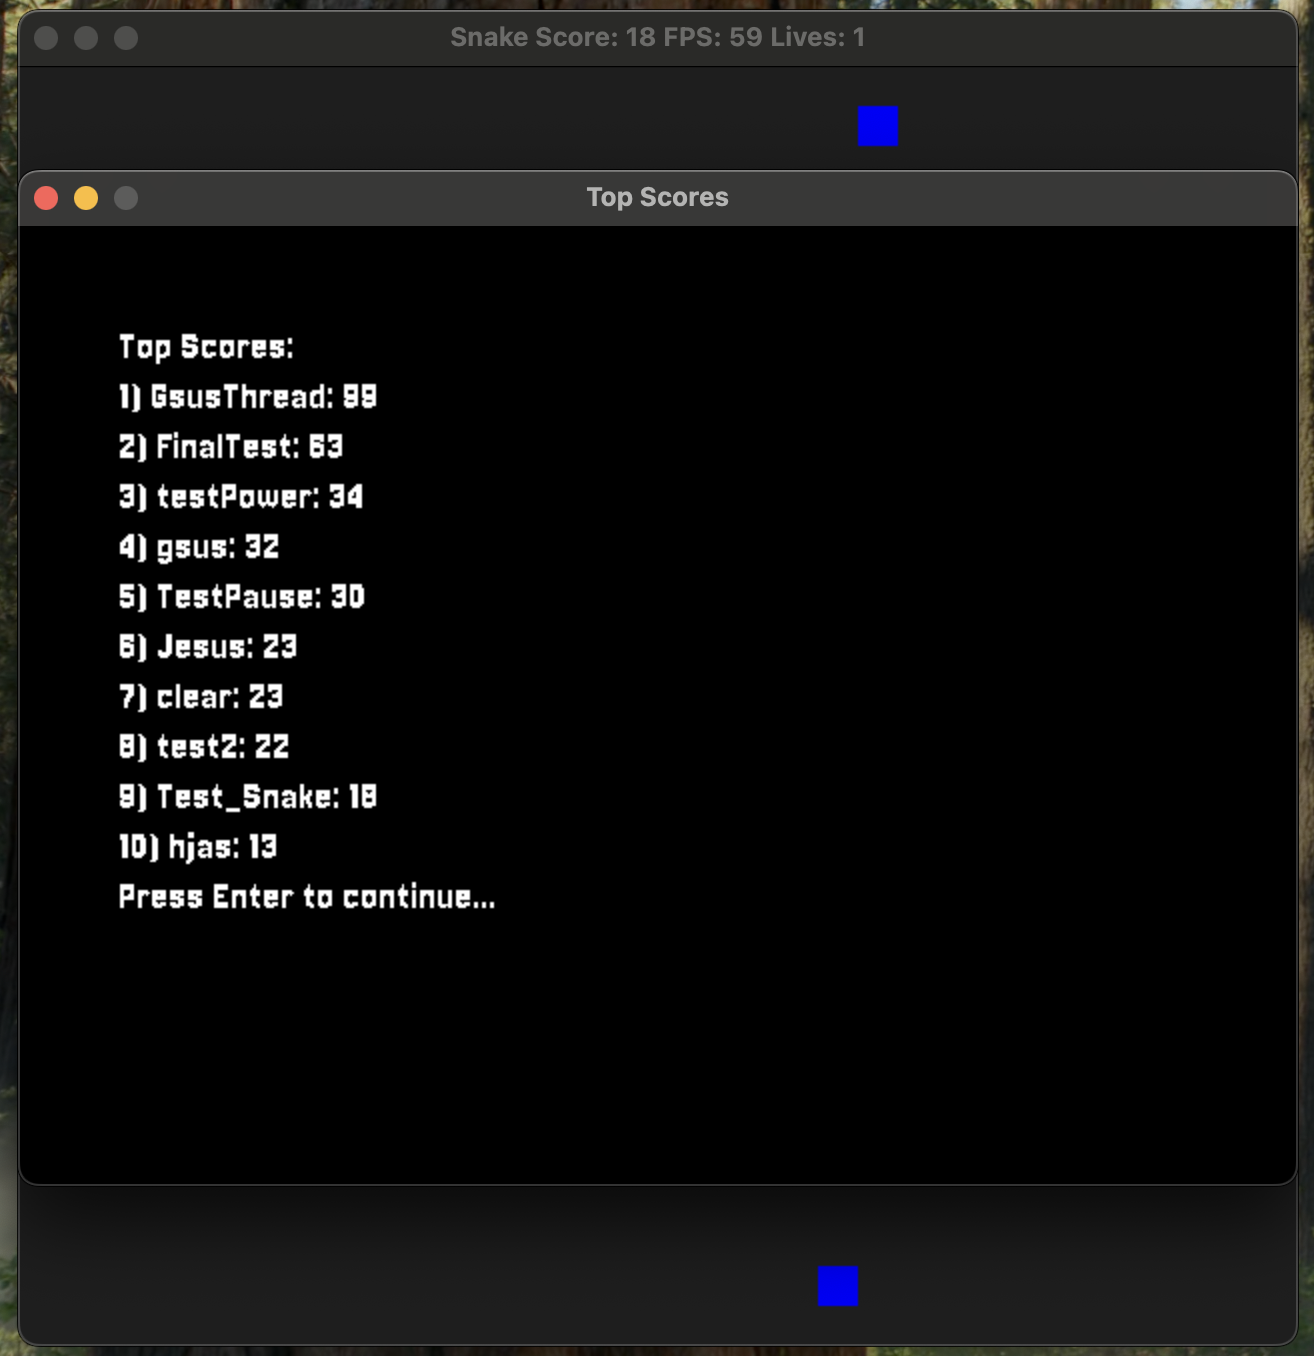 Snake Score: 18 FPS: 59 Lives: 1
Top Scores
Top Scores:
1) GsusThread: 99
2) FinalTest: 63
3) testPower: 34
4) gsus: 32
5) TestPause: 30
6) Jesus: 23
7) clear: 23
8) test2: 22
9) Test_Snake: 18
10) hjas: 13
Press Enter to continue...